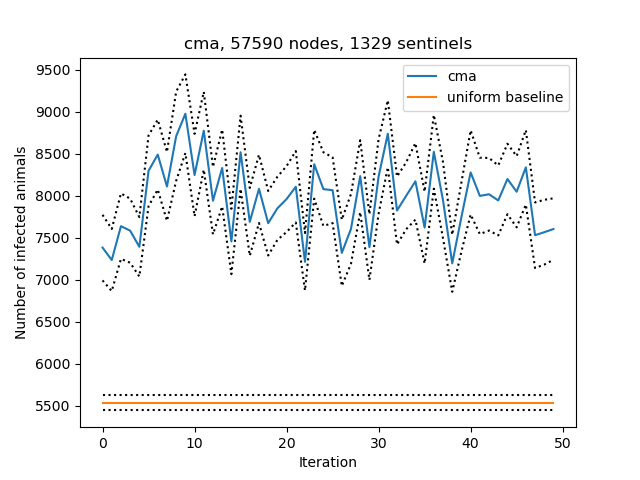 cma, 57590 nodes, 1329 sentinels
cma
uniform baseline
Number of infected animals
9500
9000
8500
8000
7500
7000
6500
6000
5500
0 10 20 30 40 50
Iteration